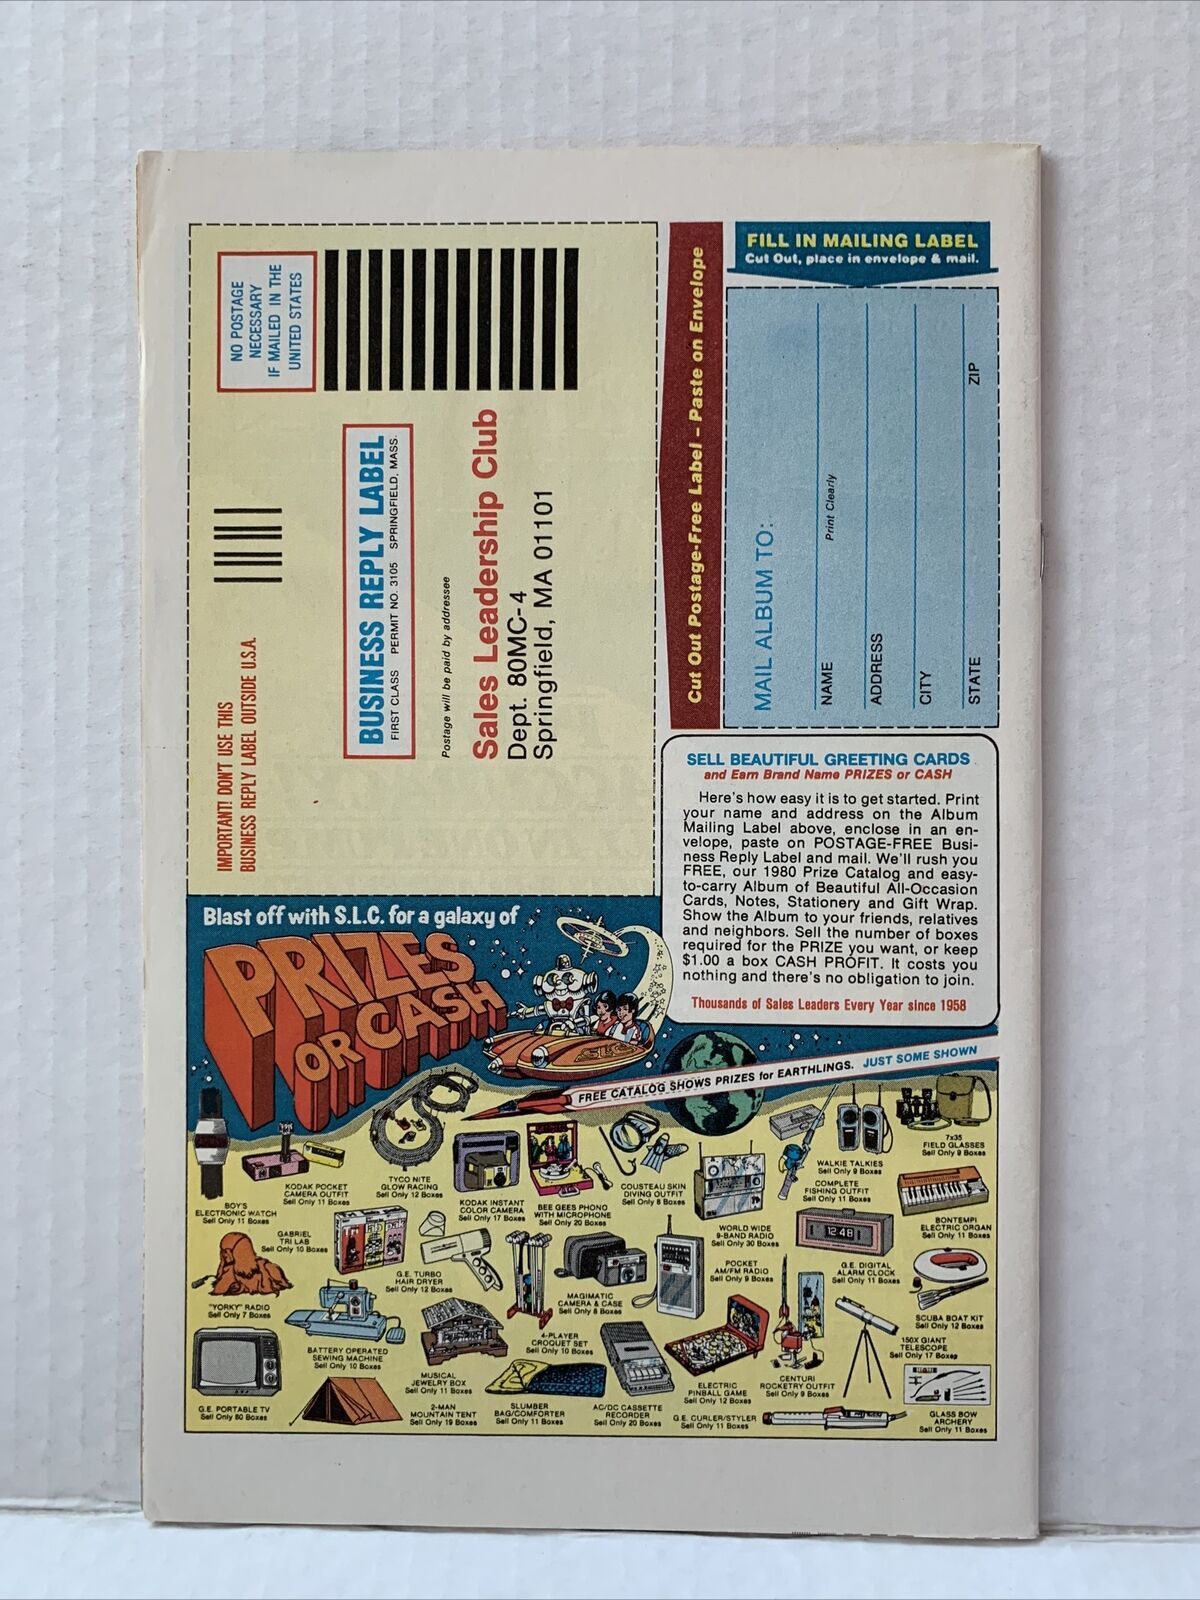 FILL IN MAILING LABEL
Cut Out, place in envelope & mail.
NO POSTAGE
NECESSARY
IF MAILED IN THE
UNITED STATES
IMPORTANT! DON'T USE THIS
BUSINESS REPLY LABEL OUTSIDE U.S.A.
BUSINESS REPLY LABEL
FIRST CLASS PERMIT NO. 3105 SPRINGFIELD, MASS.
Postage will be paid by addressee
Sales Leadership Club
Dept. 80MC-4
Springfield, MA 01101
Cut Out Postage-Free Label – Paste on Envelope
MAIL ALBUM TO:
NAME
Print Clearly
ADDRESS
CITY
STATE ZIP
SELL BEAUTIFUL GREETING CARDS
and Earn Brand Name PRIZES or CASH
Here's how easy it is to get started. Print
your name and address on the Album
Mailing Label above, enclose in an en-
velope, paste on POSTAGE-FREE Busi-
ness Reply Label and mail. We'll rush you
FREE, our 1980 Prize Catalog and easy-
to-carry Album of Beautiful All-Occasion
Cards, Notes, Stationery and Gift Wrap.
Show the Album to your friends, relatives
and neighbors. Sell the number of boxes
required for the PRIZE you want, or keep
$1.00 a box CASH PROFIT. It costs you
nothing and there's no obligation to join.
Thousands of Sales Leaders Every Year since 1958
Blast off with S.L.C. for a galaxy of
PRIZES
OR CASH
SLC
FREE CATALOG SHOWS PRIZES for EARTHLINGS. JUST SOME SHOWN
BOY'S
ELECTRONIC WATCH
Sell Only 11 Boxes
KODAK POCKET
CAMERA OUTFIT
Sell Only 11 Boxes
TYCO NITE
GLOW RACING
Sell Only 12 Boxes
KODAK INSTANT
COLOR CAMERA
Sell Only 17 Boxes
BEE GEES PHONO
WITH MICROPHONE
Sell Only 20 Boxes
COUSTEAU SKIN
DIVING OUTFIT
Sell Only 8 Boxes
WORLD WIDE
9-BAND RADIO
Sell Only 30 Boxes
COMPLETE
FISHING OUTFIT
Sell Only 11 Boxes
WALKIE TALKIES
Sell Only 9 Boxes
7x35
FIELD GLASSES
Sell Only 9 Boxes
BONTEMPI
ELECTRIC ORGAN
Sell Only 11 Boxes
GABRIEL
TRI LAB
Sell Only 10 Boxes
"YORKY" RADIO
Sell Only 7 Boxes
G.E. TURBO
HAIR DRYER
Sell Only 12 Boxes
MAGIMATIC
CAMERA & CASE
Sell Only 8 Boxes
POCKET
AM/FM RADIO
Sell Only 9 Boxes
12:48
G.E. DIGITAL
ALARM CLOCK
Sell Only 11 Boxes
SCUBA BOAT KIT
Sell Only 12 Boxes
BATTERY OPERATED
SEWING MACHINE
Sell Only 10 Boxes
MUSICAL
JEWELRY BOX
Sell Only 11 Boxes
4-PLAYER
CROQUET SET
Sell Only 10 Boxes
ELECTRIC
PINBALL GAME
Sell Only 12 Boxes
CENTURI
ROCKETRY OUTFIT
Sell Only 9 Boxes
150X GIANT
TELESCOPE
Sell Only 17 Boxes
G.E. PORTABLE TV
Sell Only 80 Boxes
2-MAN
MOUNTAIN TENT
Sell Only 19 Boxes
SLUMBER
BAG/COMFORTER
Sell Only 11 Boxes
AC/DC CASSETTE
RECORDER
Sell Only 20 Boxes
G.E. CURLER/STYLER
Sell Only 11 Boxes
GLASS BOW
ARCHERY
Sell Only 11 Boxes